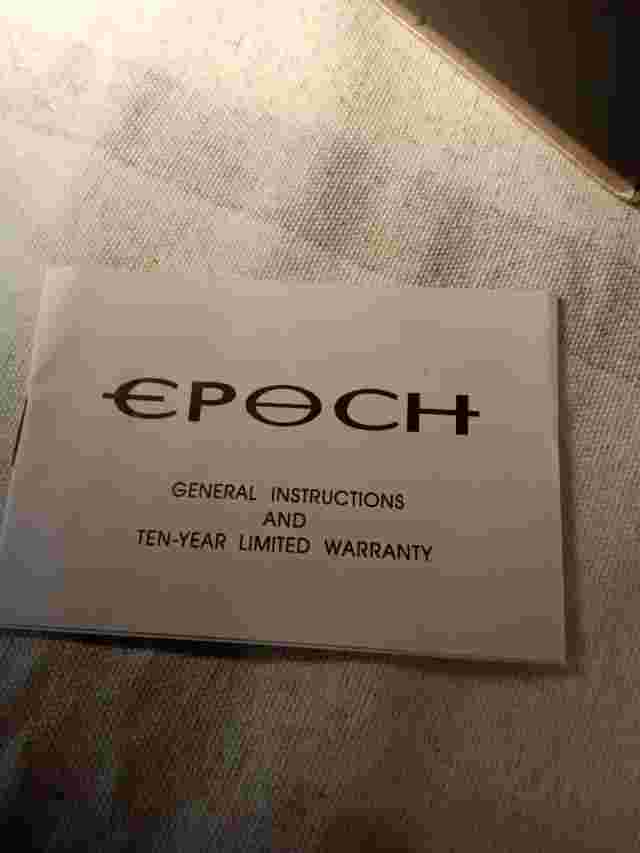 EPOCH
GENERAL INSTRUCTIONS
AND
TEN-YEAR LIMITED WARRANTY